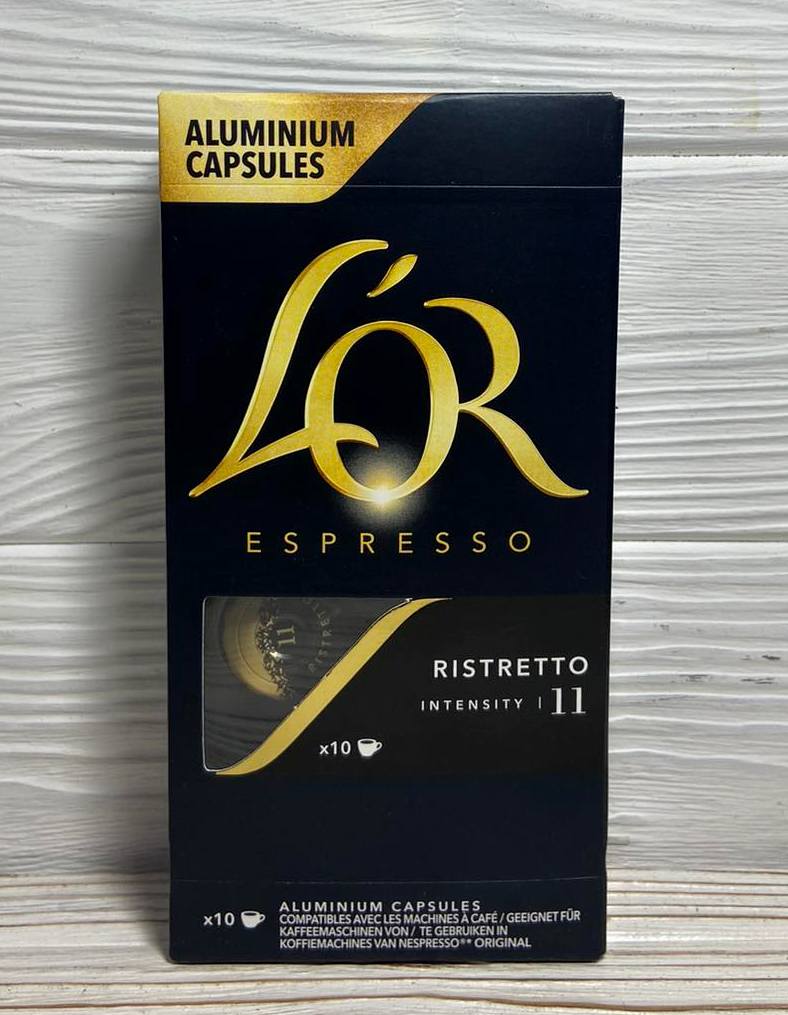 ALUMINIUM
CAPSULES
L'OR
ESPRESSO
11
RISTRETTO
INTENSITY | 11
x10
x10
ALUMINIUM CAPSULES
COMPATIBLES AVEC LES MACHINES À CAFÉ / GEEIGNET FÜR
KAFFEEMASCHINEN VON / TE GEBRUIKEN IN
KOFFIEMACHINES VAN NESPRESSO®* ORIGINAL